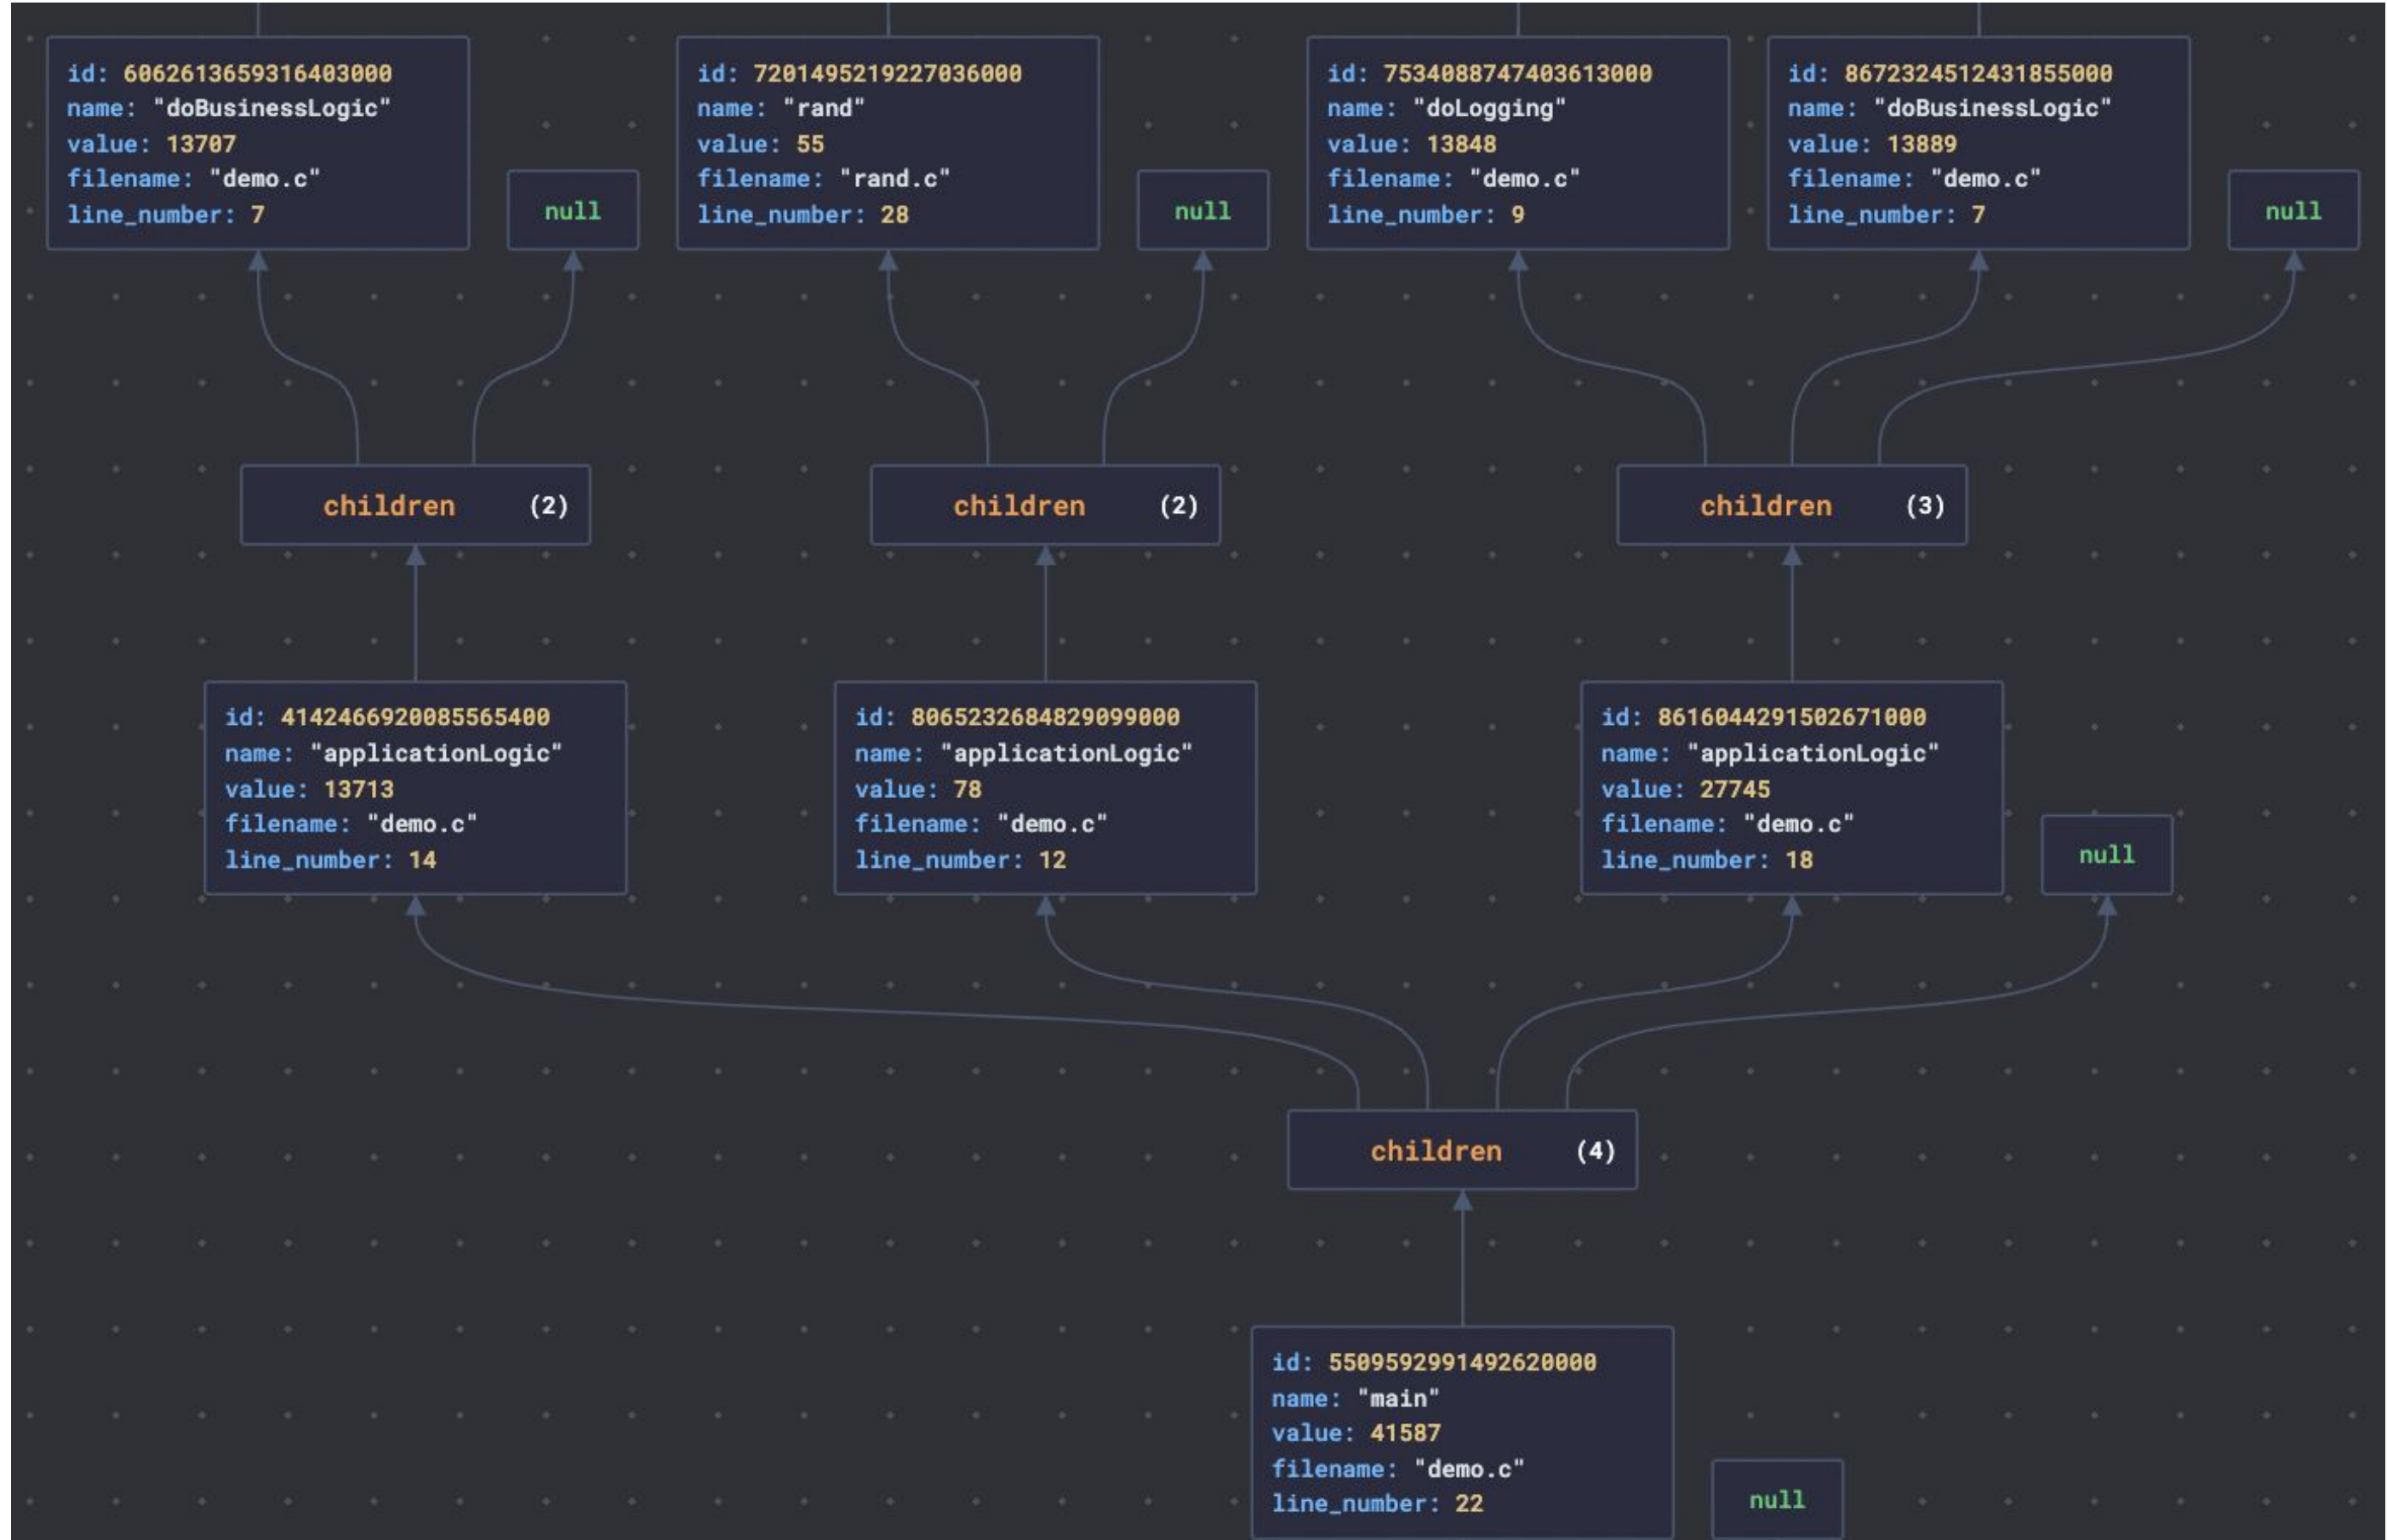 id: 6062613659316403000
name: "doBusinessLogic"
value: 13707
filename: "demo.c"
line_number: 7
null
id: 7201495219227036000
name: "rand"
value: 55
filename: "rand.c"
line_number: 28
null
id: 7534088747403613000
name: "doLogging"
value: 13848
filename: "demo.c"
line_number: 9
id: 8672324512431855000
name: "doBusinessLogic"
value: 13889
filename: "demo.c"
line_number: 7
null
children (2)
children (2)
children (3)
id: 4142466920085565400
name: "applicationLogic"
value: 13713
filename: "demo.c"
line_number: 14
id: 8065232684829099000
name: "applicationLogic"
value: 78
filename: "demo.c"
line_number: 12
id: 8616044291502671000
name: "applicationLogic"
value: 27745
filename: "demo.c"
line_number: 18
null
children (4)
id: 5509592991492620000
name: "main"
value: 41587
filename: "demo.c"
line_number: 22
null